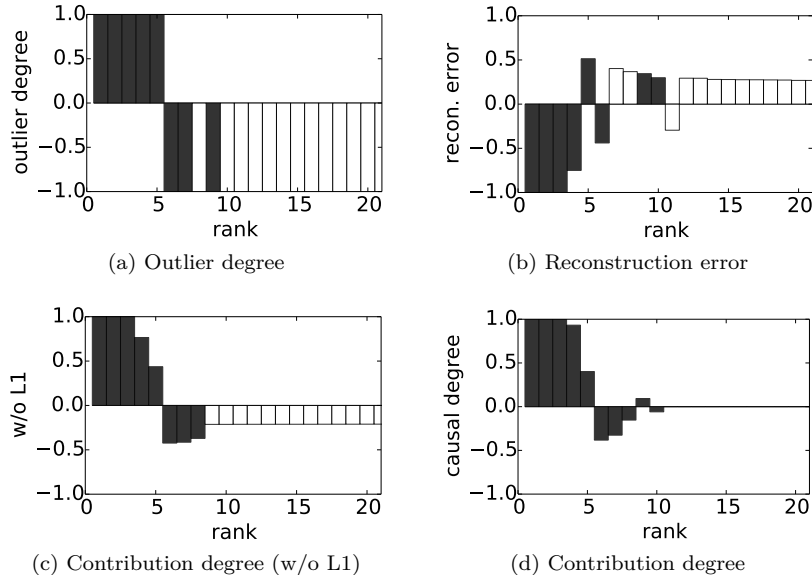 1.0
0.5
0.0
−0.5
−1.0
outlier degree
0 5 10 15 20
rank
(a) Outlier degree
1.0
0.5
0.0
−0.5
−1.0
recon. error
0 5 10 15 20
rank
(b) Reconstruction error
1.0
0.5
0.0
−0.5
−1.0
w/o L1
0 5 10 15 20
rank
(c) Contribution degree (w/o L1)
1.0
0.5
0.0
−0.5
−1.0
causal degree
0 5 10 15 20
rank
(d) Contribution degree